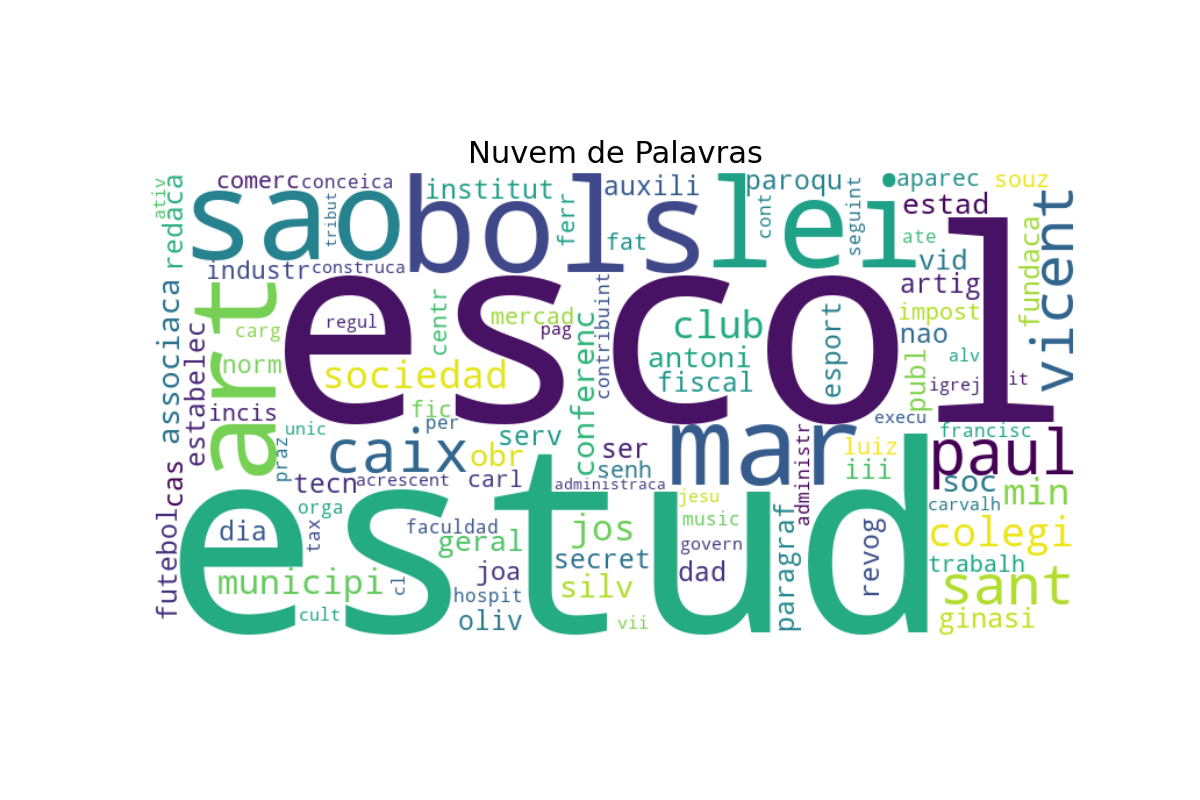 Nuvem de Palavras
comerc
conceica
institut
auxili
paroqu
aparec
souz
ativ
redaca
sao
tribut
bols
ferr
fat
lei
cont
seguint
estad
ate
vicent
fundaca
industr
construca
vid
artig
art
escol
regul
centr
mercad
pag
contribuint
club
esport
impost
nao
carg
associaca
estabelec
norm
sociedad
antoni
fiscal
publ
alv
igrej
it
incis
fic
conferenc
per
execu
unic
praz
caix
serv
obr
ser
mar
administr
luiz
francisc
paul
futebolcas
tecn
acrescent
carl
senh
administraca
iii
soc
min
estud
jesu
carvalh
orga
dia
tax
faculdad
geral
jos
music
govern
paragraf
revog
colegi
municipi
cl
joa
secret
dad
trabalh
hospit
silv
sant
cult
oliv
vii
ginasi